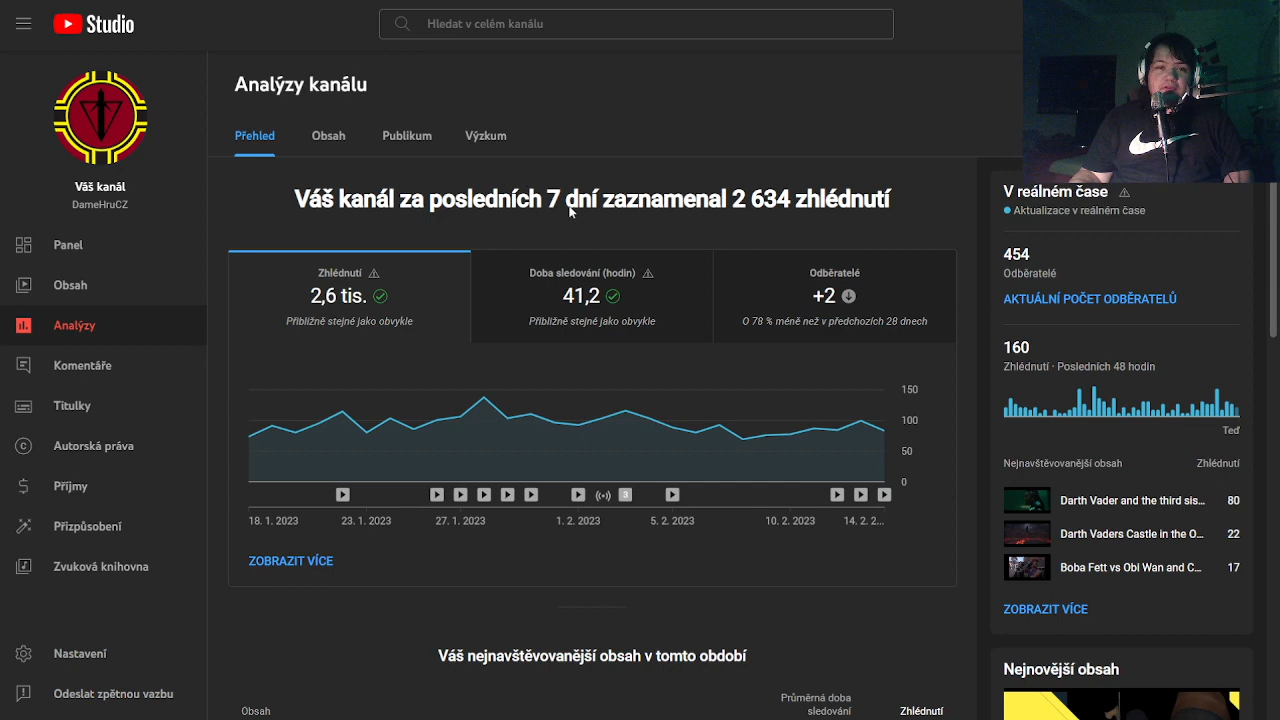 Studio
Hledat v celém kanálu
Váš kanál
DameHruCZ
Panel
Obsah
Analýzy
Komentáře
Titulky
Autorská práva
Příjmy
Přizpůsobení
Zvuková knihovna
Nastavení
Odeslat zpětnou vazbu
Analýzy kanálu
Přehled
Obsah
Publikum
Výzkum
Váš kanál za posledních 7 dní zaznamenal 2 634 zhlédnutí
Zhlédnutí
2,6 tis.
Přibližně stejné jako obvykle
Doba sledování (hodin)
41,2
Přibližně stejné jako obvykle
Odběratelé
+2
O 78 % méně než v předchozích 28 dnech
150
100
50
0
3
18. 1. 2023
23. 1. 2023
27. 1. 2023
1. 2. 2023
5. 2. 2023
10. 2. 2023
14. 2. 2...
ZOBRAZIT VÍCE
Váš nejnavštěvovanější obsah v tomto období
Obsah
Průměrná doba
sledování
Zhlédnutí
V reálném čase
Aktualizace v reálném čase
454
Odběratelé
AKTUÁLNÍ POČET ODBĚRATELŮ
160
Zhlédnutí · Posledních 48 hodin
Teď
Nejnavštěvovanější obsah
Zhlédnutí
Darth Vader and the third sis...
80
Darth Vaders Castle in the O...
22
Boba Fett vs Obi Wan and C...
17
ZOBRAZIT VÍCE
Nejnovější obsah